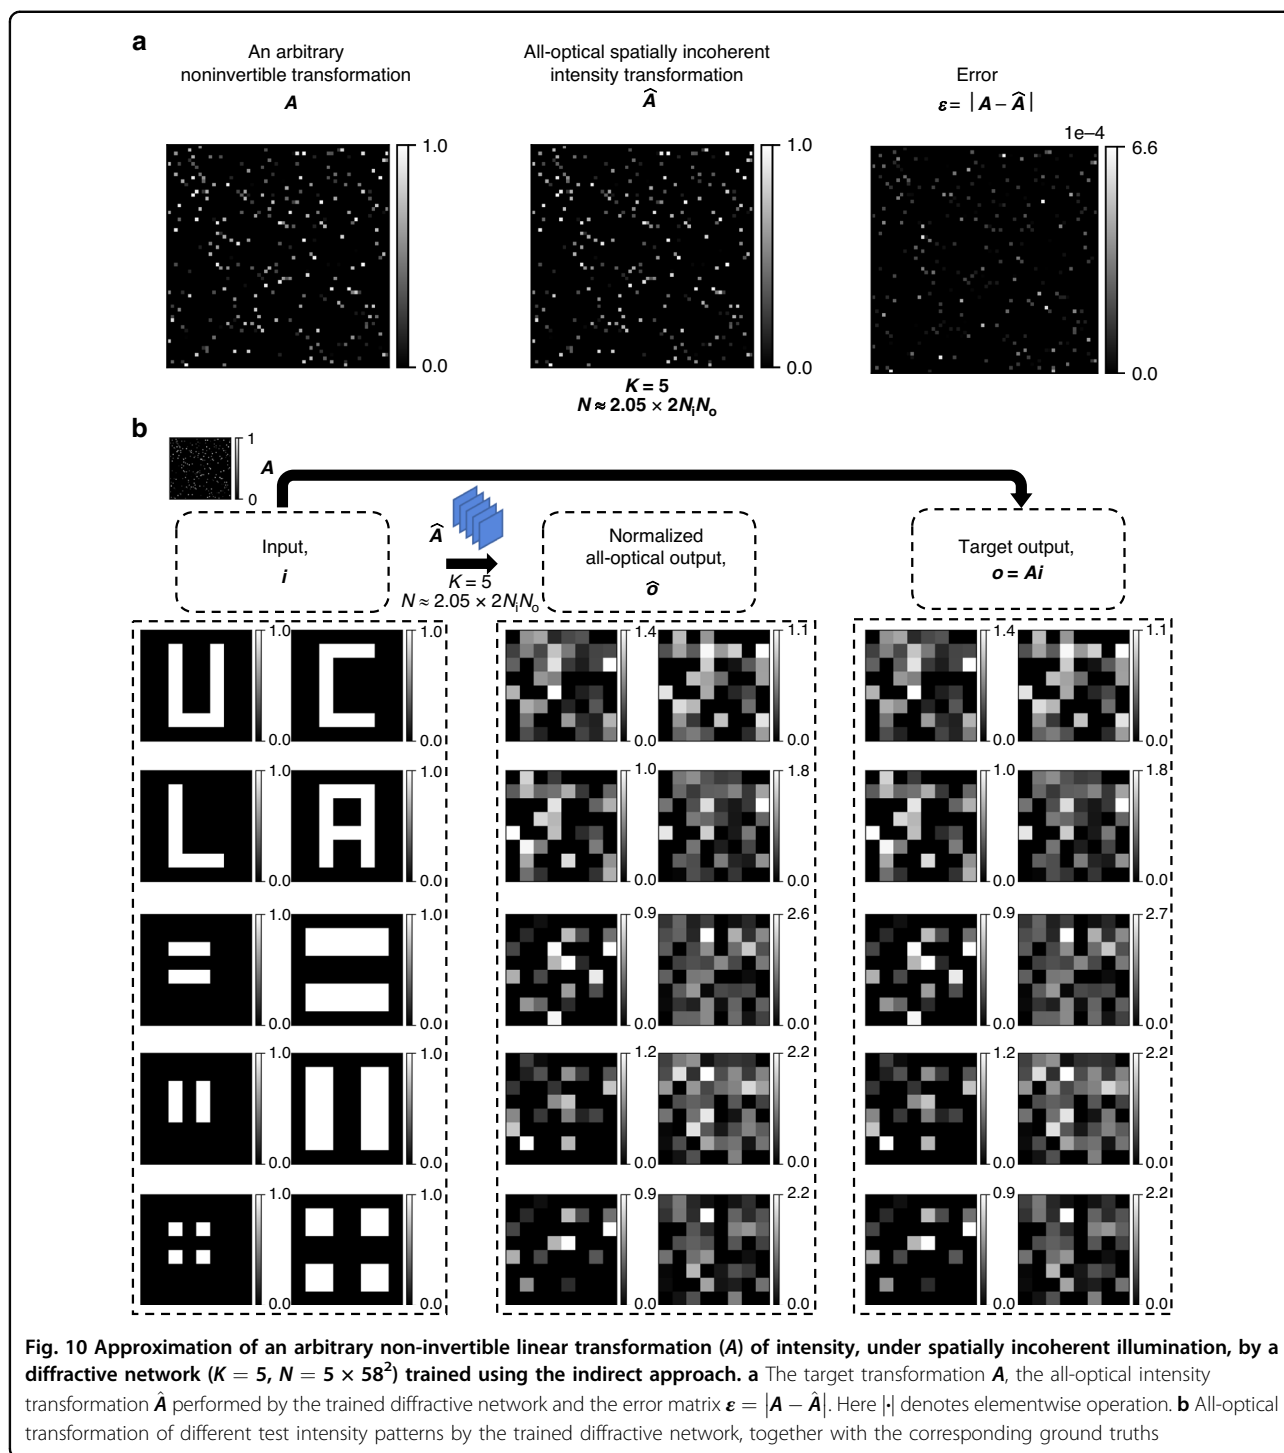 a
An arbitrary
noninvertible transformation
A
All-optical spatially incoherent
intensity transformation
Â
Error
ε = | A − Â |
1.0
0.0
1.0
0.0
1e−4
6.6
0.0
K = 5
N ≈ 2.05 × 2NᵢNₒ
b
1
0
A
Input,
i
Â
K = 5
N ≈ 2.05 × 2NᵢNₒ
Normalized
all-optical output,
ô
Target output,
o = Ai
1.0 1.0 1.4 1.1 1.4 1.1
U C
0.0 0.0 0.0 0.0 0.0 0.0
1.0 1.0 1.0 1.8 1.0 1.8
L A
0.0 0.0 0.0 0.0 0.0 0.0
1.0 1.0 0.9 2.6 0.9 2.7
0.0 0.0 0.0 0.0 0.0 0.0
1.0 1.0 1.2 2.2 1.2 2.2
0.0 0.0 0.0 0.0 0.0 0.0
1.0 1.0 0.9 2.2 0.9 2.2
0.0 0.0 0.0 0.0 0.0 0.0
Fig. 10 Approximation of an arbitrary non-invertible linear transformation (A) of intensity, under spatially incoherent illumination, by a
diffractive network (K = 5, N = 5 × 58²) trained using the indirect approach. a The target transformation A, the all-optical intensity
transformation Â performed by the trained diffractive network and the error matrix ε = |A − Â|. Here |·| denotes elementwise operation. b All-optical
transformation of different test intensity patterns by the trained diffractive network, together with the corresponding ground truths